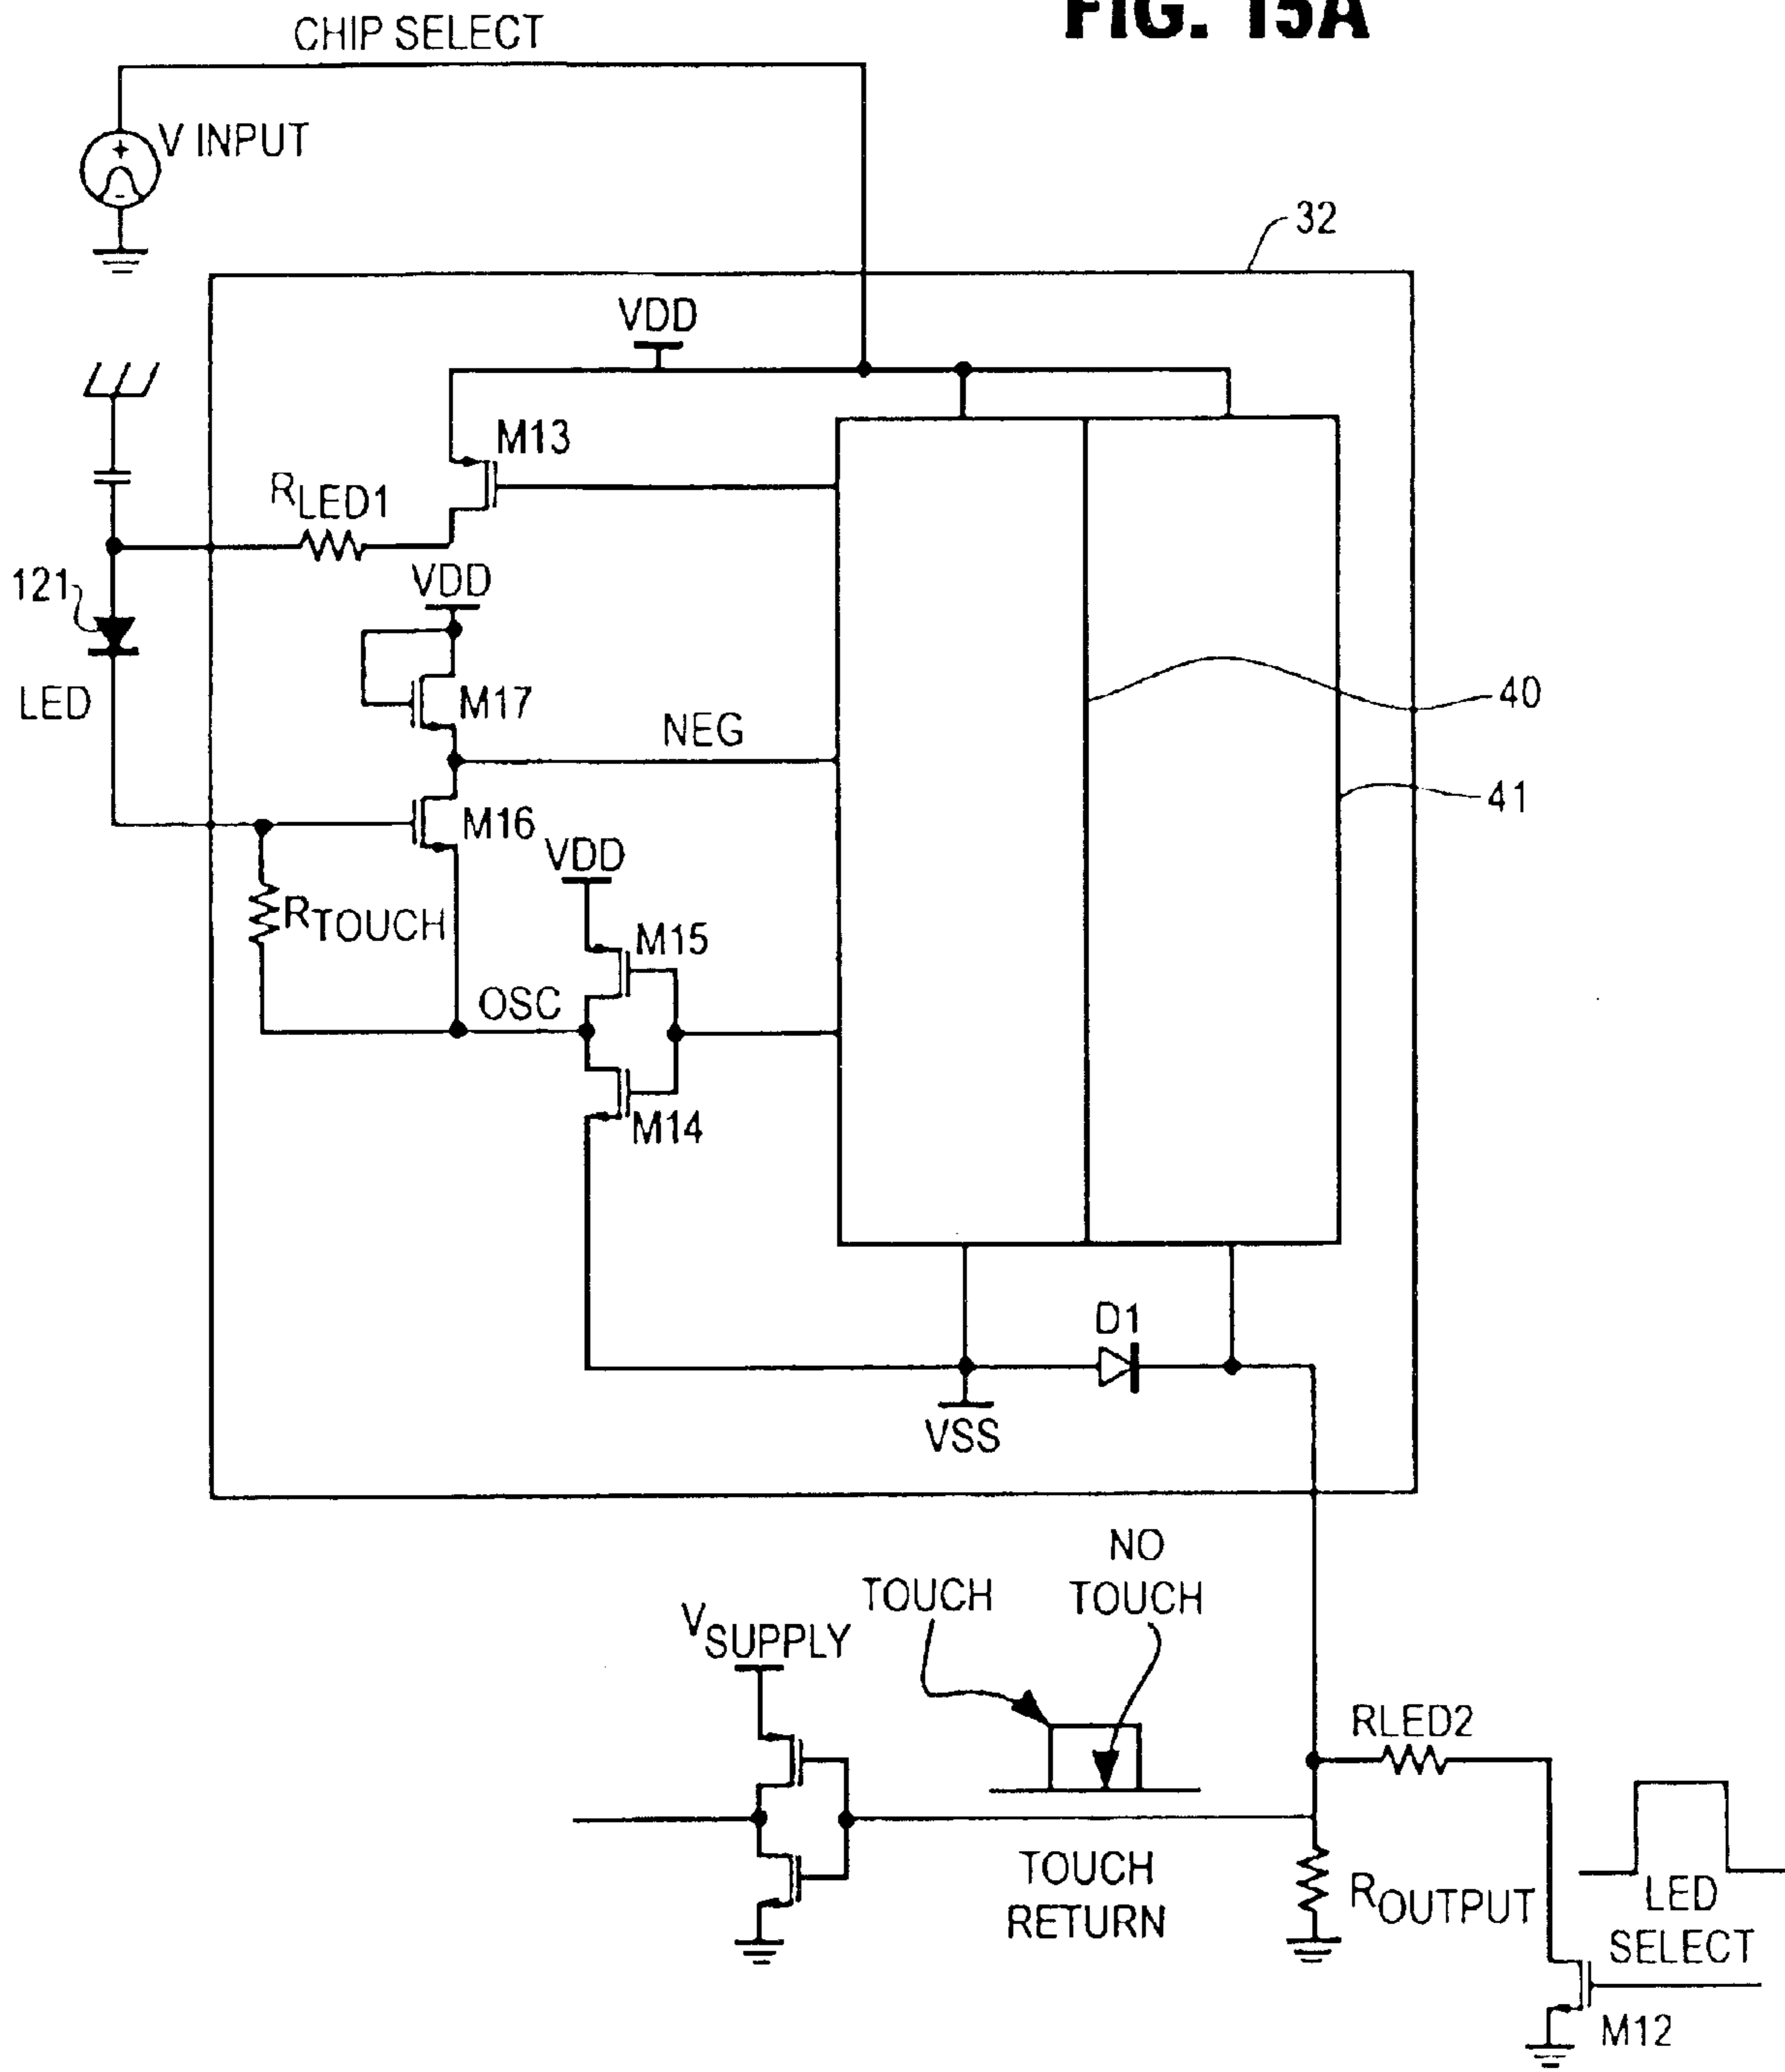 FIG. 15A
CHIP SELECT
V INPUT
32
VDD
M13
RLED1
VDD
121
LED
M17
NEG
40
41
M16
VDD
RTOUCH
M15
OSC
M14
D1
VSS
NO
TOUCH
TOUCH
VSUPPLY
RLED2
TOUCH
RETURN
ROUTPUT
LED
SELECT
M12